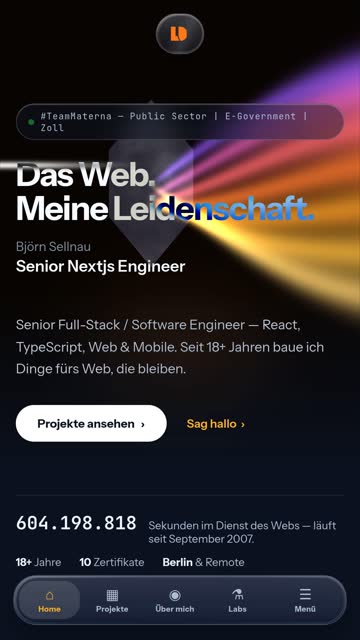 #TeamMaterna — Public Sector | E-Government |
Zoll
Das Web.
Meine Leidenschaft.
Björn Sellnau
Senior Nextjs Engineer
Senior Full-Stack / Software Engineer — React,
TypeScript, Web & Mobile. Seit 18+ Jahren baue ich
Dinge fürs Web, die bleiben.
Projekte ansehen ›
Sag hallo ›
604.198.818
Sekunden im Dienst des Webs — läuft
seit September 2007.
18+ Jahre
10 Zertifikate
Berlin & Remote
Home
Projekte
Über mich
Labs
Menü